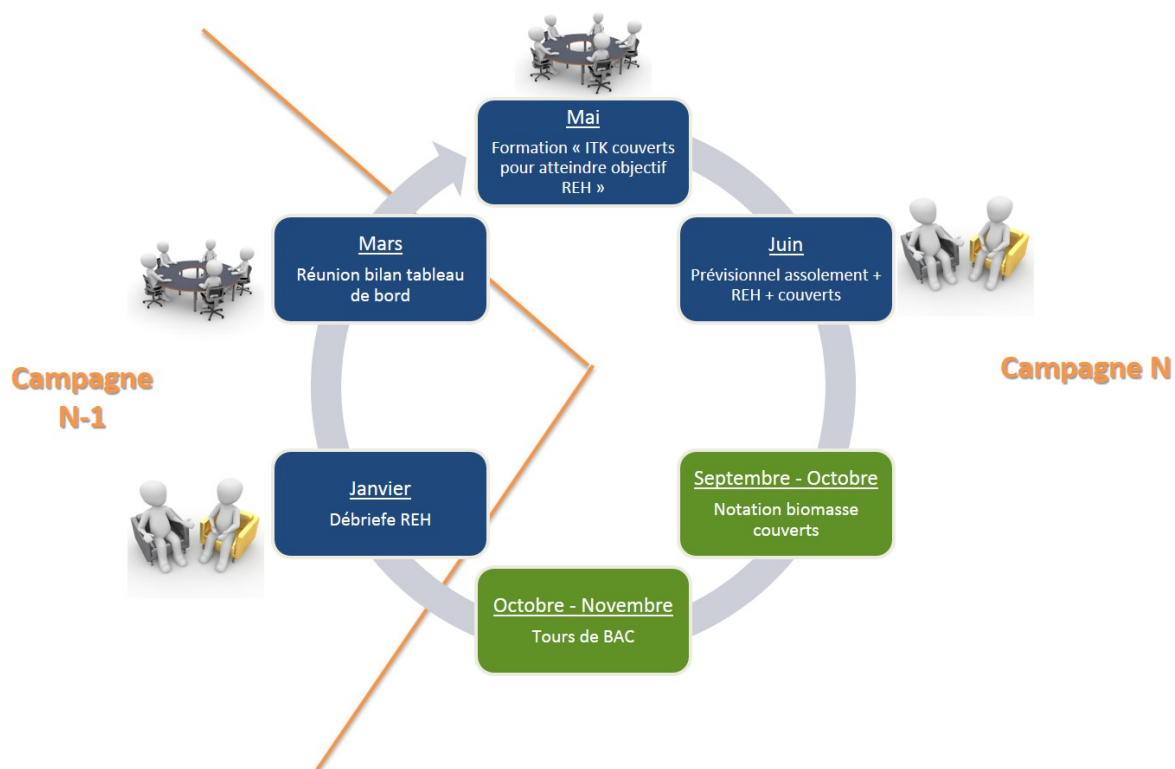 Mai
Formation « ITK couverts
pour atteindre objectif
REH »
Juin
Prévisionnel assolement +
REH + couverts
Campagne N
Septembre - Octobre
Notation biomasse
couverts
Octobre - Novembre
Tours de BAC
Janvier
Débriefe REH
Campagne
N-1
Mars
Réunion bilan tableau
de bord